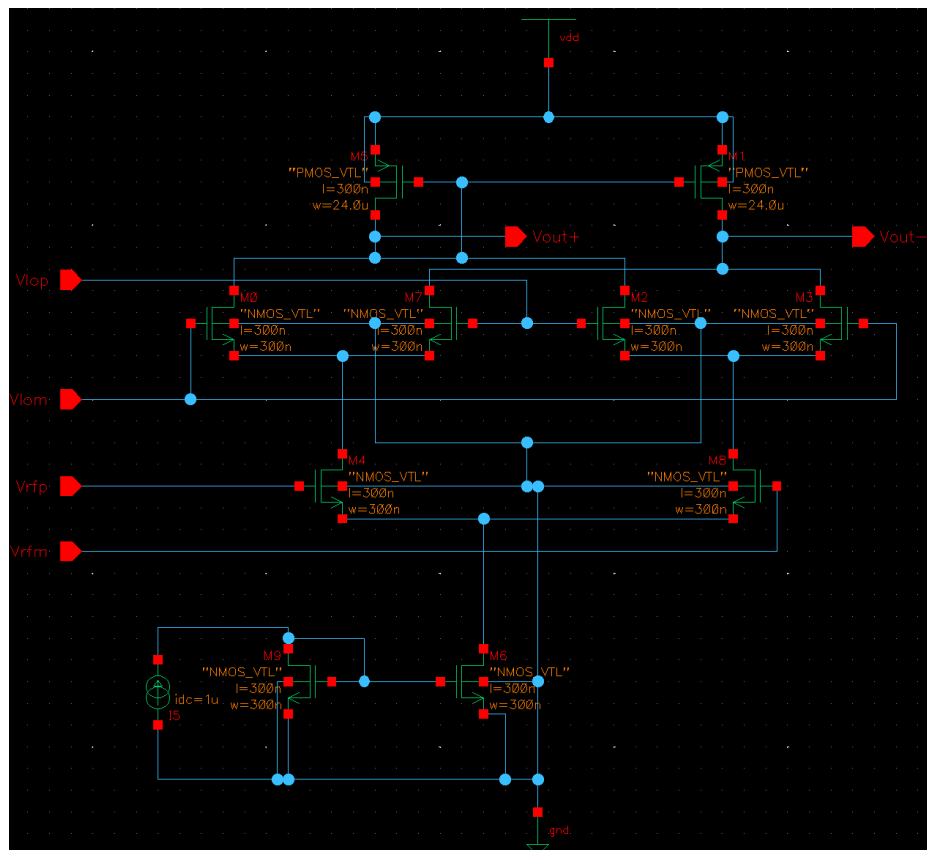 vdd
M5
M1
"PMOS_VTL"
"PMOS_VTL"
l=300n
l=300n
w=24.0u
w=24.0u
Vout+
Vout-
Vlop
M0
M7
M2
M3
"NMOS_VTL"
"NMOS_VTL"
"NMOS_VTL"
"NMOS_VTL"
l=300n
l=300n
l=300n
l=300n
w=300n
w=300n
w=300n
w=300n
Vlom
M4
M8
"NMOS_VTL"
"NMOS_VTL"
Vrfp
l=300n
l=300n
w=300n
w=300n
Vrfm
M9
M6
"NMOS_VTL"
"NMOS_VTL"
l=300n
l=300n
idc=1u
w=300n
w=300n
I5
gnd